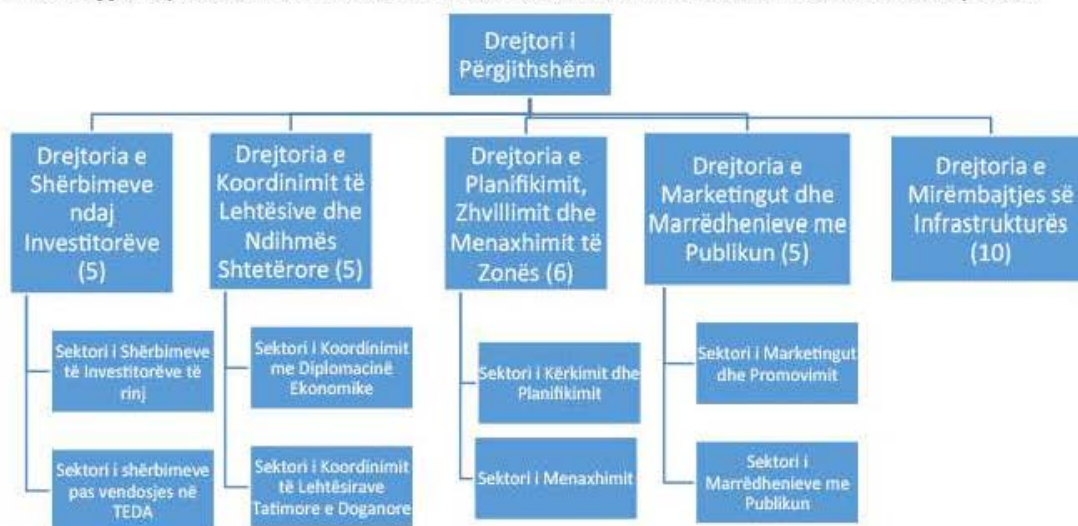 Drejtori i
Përgjithshëm
Drejtoria e
Shërbimeve
ndaj
Investitorëve
(5)
Drejtoria e
Koordinimit të
Lehtësive dhe
Ndihmës
Shtetërore (5)
Drejtoria e
Planifikimit,
Zhvillimit dhe
Menaxhimit të
Zonës (6)
Drejtoria e
Marketingut dhe
Marrëdhenieve me
Publikun (5)
Drejtoria e
Mirëmbajtjes së
Infrastrukturës
(10)
Sektori i Shërbimeve
të Investitorëve të
rinj
Sektori i shërbimeve
pas vendosjes në
TEDA
Sektori i Koordinimit
me Diplomacinë
Ekonomike
Sektori i Koordinimit
të Lehtësirave
Tatimore e Doganore
Sektori i Kërkimit dhe
Planifikimit
Sektori i Menaxhimit
Sektori i Marketingut
dhe Promovimit
Sektori i
Marrëdhenieve me
Publikun